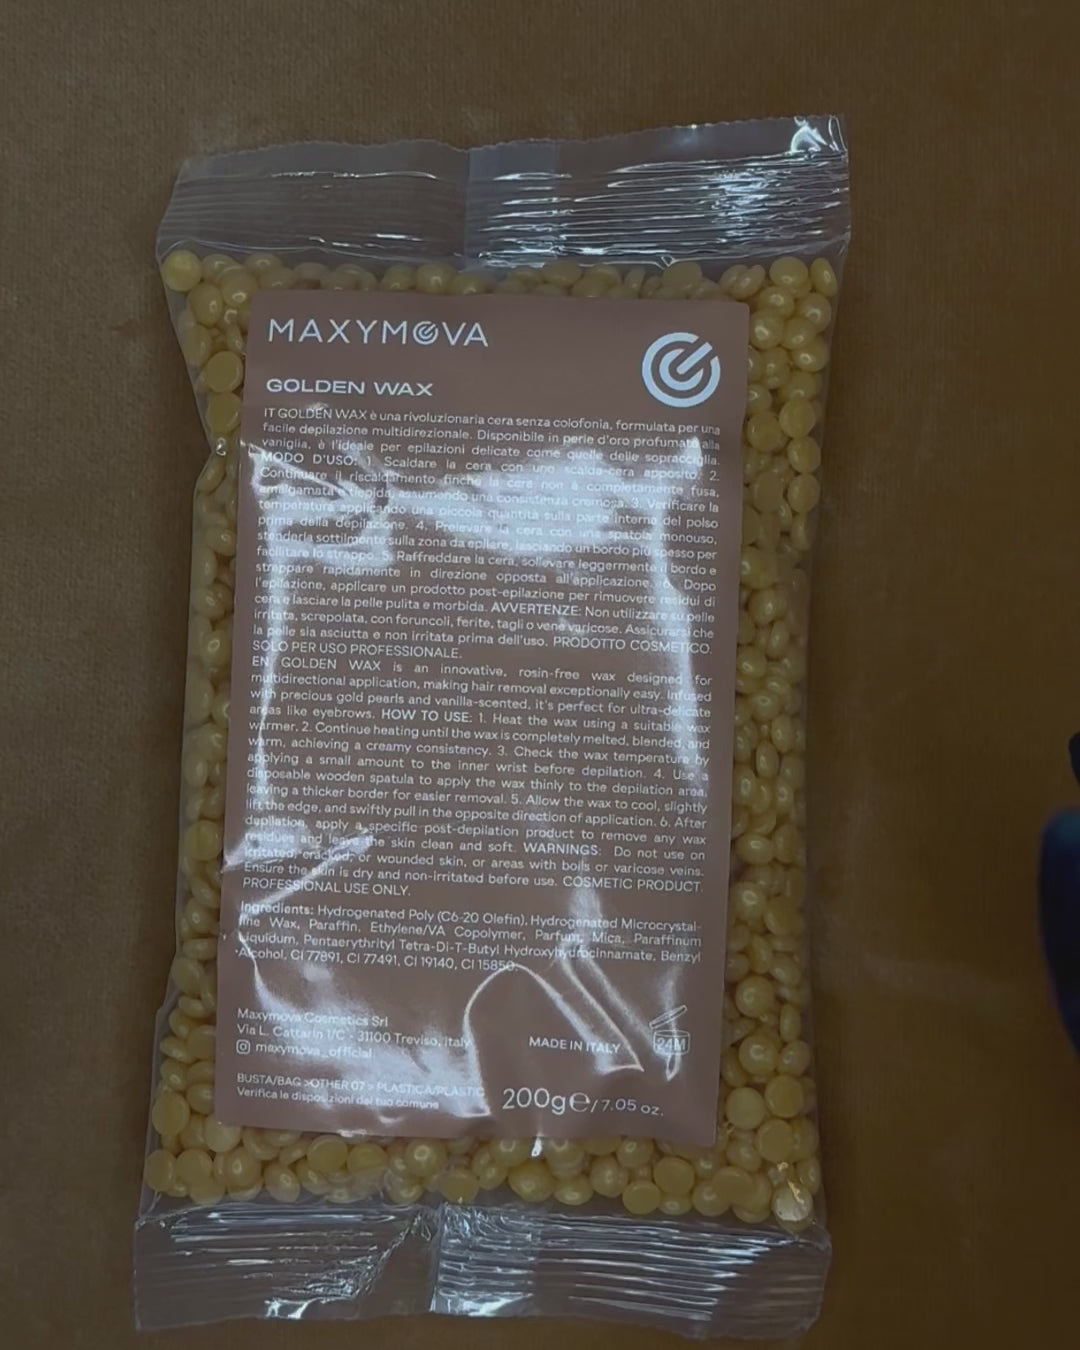 MAXYMOVA
GOLDEN WAX
IT GOLDEN WAX è una rivoluzionaria cera senza colofonia, formulata per una
facile depilazione multidirezionale. Disponibile in perle d'oro profumate alla
vaniglia, è l'ideale per epilazioni delicate come quelle delle sopracciglia.
MODO D'USO: 1. Scaldare la cera con uno scalda-cera apposito. 2.
Continuare il riscaldamento finché la cera non è completamente fusa,
amalgamata e tiepida, assumendo una consistenza cremosa. 3. Verificare la
temperatura applicando una piccola quantità sulla parte interna del polso
prima della depilazione. 4. Prelevare la cera con una spatola monouso,
stenderla sottilmente sulla zona da epilare, lasciando un bordo più spesso per
facilitare lo strappo. 5. Raffreddare la cera, sollevare leggermente il bordo e
strappare rapidamente in direzione opposta all'applicazione. 6. Dopo
l'epilazione, applicare un prodotto post-epilazione per rimuovere residui di
cera e lasciare la pelle pulita e morbida. AVVERTENZE: Non utilizzare su pelle
irritata, screpolata, con foruncoli, ferite, tagli o vene varicose. Assicurarsi che
la pelle sia asciutta e non irritata prima dell'uso. PRODOTTO COSMETICO.
SOLO PER USO PROFESSIONALE.
EN GOLDEN WAX is an innovative, rosin-free wax designed for
multidirectional application, making hair removal exceptionally easy. Infused
with precious gold pearls and vanilla-scented, it's perfect for ultra-delicate
areas like eyebrows. HOW TO USE: 1. Heat the wax using a suitable wax
warmer. 2. Continue heating until the wax is completely melted, blended, and
warm, achieving a creamy consistency. 3. Check the wax temperature by
applying a small amount to the inner wrist before depilation. 4. Use a
disposable wooden spatula to apply the wax thinly to the depilation area,
leaving a thicker border for easier removal. 5. Allow the wax to cool, slightly
lift the edge, and swiftly pull in the opposite direction of application. 6. After
depilation, apply a specific post-depilation product to remove any wax
residues and leave the skin clean and soft. WARNINGS: Do not use on
irritated, cracked, or wounded skin, or areas with boils or varicose veins.
Ensure the skin is dry and non-irritated before use. COSMETIC PRODUCT.
PROFESSIONAL USE ONLY.
Ingredients: Hydrogenated Poly (C6-20 Olefin), Hydrogenated Microcrystal-
line Wax, Paraffin, Ethylene/VA Copolymer, Parfum, Mica, Paraffinum
Liquidum, Pentaerythrityl Tetra-Di-T-Butyl Hydroxyhydrocinnamate, Benzyl
Alcohol, CI 77891, CI 77491, CI 19140, CI 15850.
Maxymova Cosmetics Srl
Via L. Cattarin 1/C - 31100 Treviso, Italy
maxymova_official
MADE IN ITALY
24M
BUSTA/BAG >OTHER 07> PLASTICA/PLASTIC
Verifica le disposizioni del tuo comune
200g℮/7.05 oz.